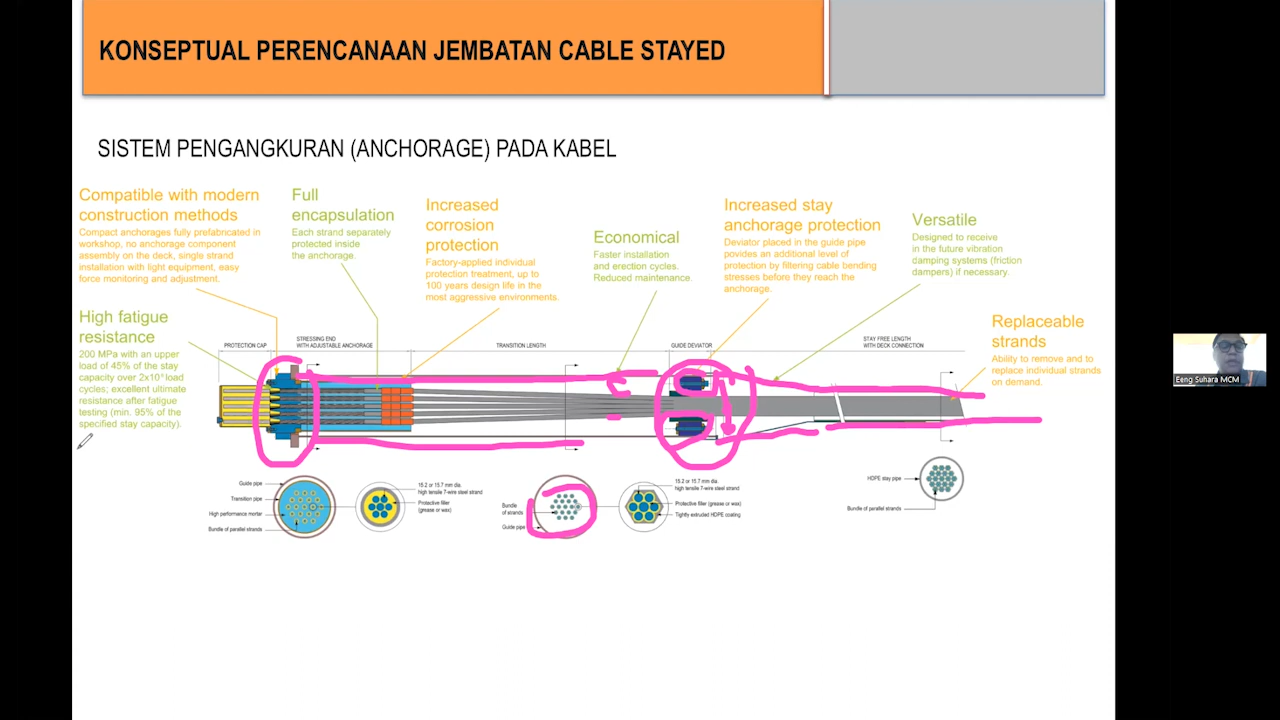 KONSEPTUAL PERENCANAAN JEMBATAN CABLE STAYED
SISTEM PENGANGKURAN (ANCHORAGE) PADA KABEL
Compatible with modern
construction methods
Compact anchorages fully prefabricated in
workshop, no anchorage component
assembly on the deck, single strand
installation with light equipment, easy
force monitoring and adjustment.
Full
encapsulation
Each strand separately
protected inside
the anchorage.
Increased
corrosion
protection
Factory-applied individual
protection treatment, up to
100 years design life in the
most aggressive environments.
Economical
Faster installation
and erection cycles.
Reduced maintenance.
Increased stay
anchorage protection
Deviator placed in the guide pipe
povides an additional level of
protection by filtering cable bending
stresses before they reach the
anchorage.
Versatile
Designed to receive
in the future vibration
damping systems (friction
dampers) if necessary.
Replaceable
strands
Ability to remove and to
replace individual strands
on demand.
High fatigue
resistance
200 MPa with an upper
load of 45% of the stay
capacity over 2x10⁶ load
cycles; excellent ultimate
resistance after fatigue
testing (min. 95% of the
specified stay capacity).
PROTECTION CAP
STRESSING END
WITH ADJUSTABLE ANCHORAGE
TRANSITION LENGTH
GUIDE DEVIATOR
STAY FREE LENGTH
WITH DECK CONNECTION
Guide pipe
Transition pipe
High performance mortar
Bundle of parallel strands
15.2 or 15.7 mm dia.
high tensile 7-wire steel strand
Protective filler
(grease or wax)
Bundle
of strands
Guide pipe
15.2 or 15.7 mm dia.
high tensile 7-wire steel strand
Protective filler (grease or wax)
Tightly extruded HDPE coating
HDPE stay pipe
Bundle of parallel strands
Eeng Suhara MCM